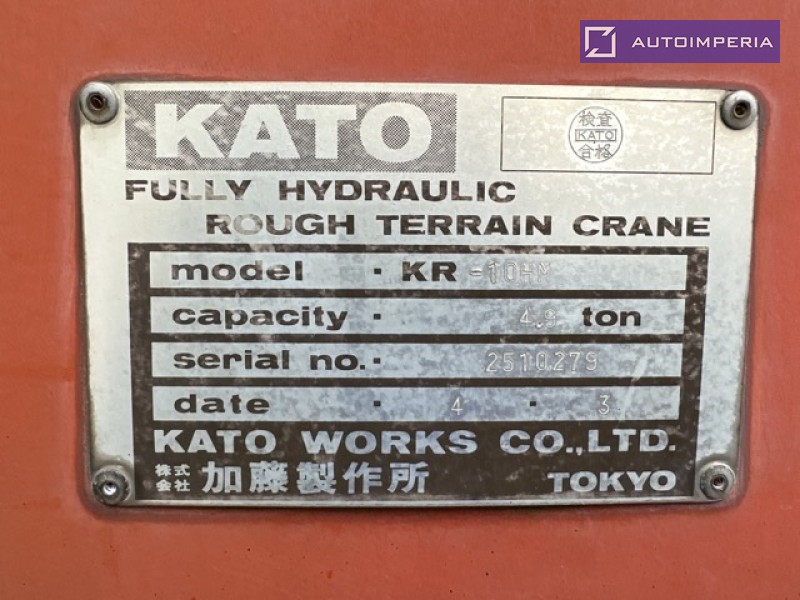 AUTOIMPERIA
KATO
検査
KATO
合格
FULLY HYDRAULIC
ROUGH TERRAIN CRANE
model · KR -10HM
capacity · 4.9 ton
serial no. · 2510279
date · 4 · 3
KATO WORKS CO.,LTD.
株式会社 加藤製作所 TOKYO